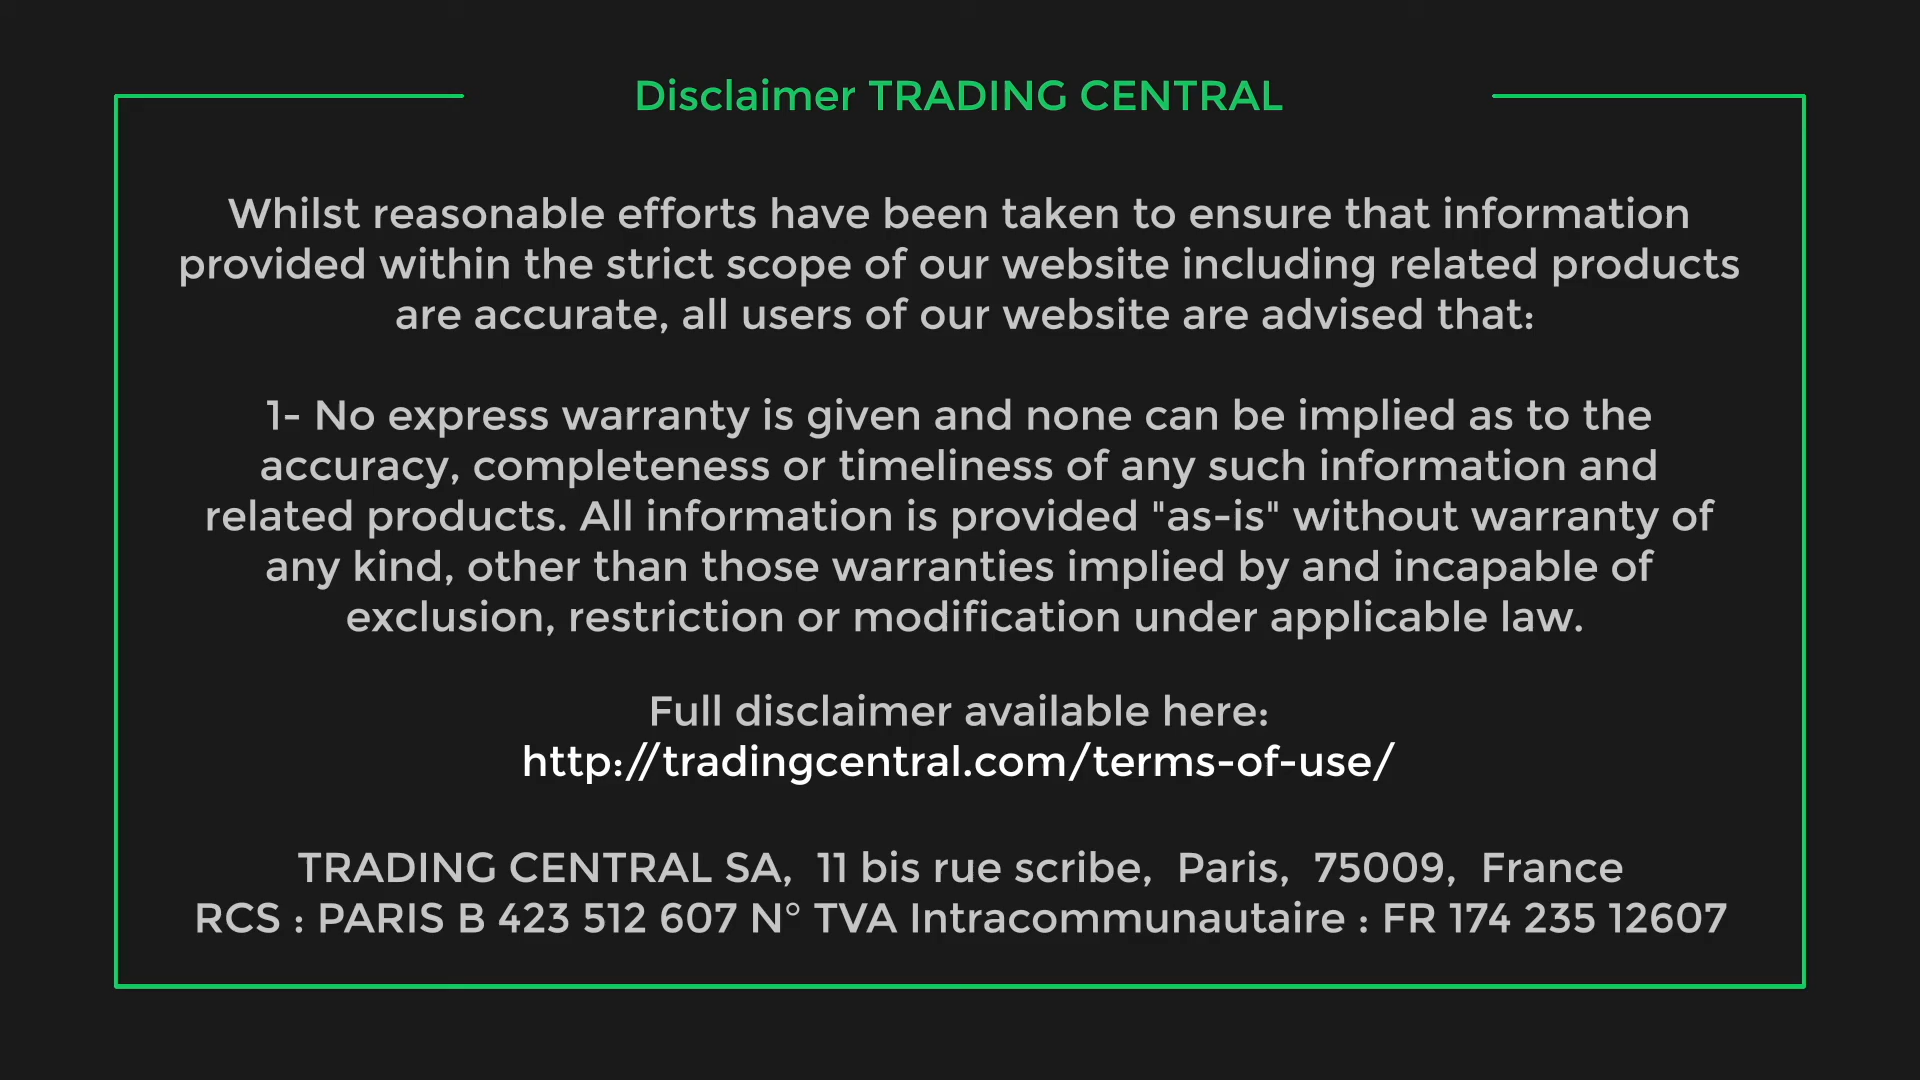 Disclaimer TRADING CENTRAL
Whilst reasonable efforts have been taken to ensure that information
provided within the strict scope of our website including related products
are accurate, all users of our website are advised that:
1- No express warranty is given and none can be implied as to the
accuracy, completeness or timeliness of any such information and
related products. All information is provided "as-is" without warranty of
any kind, other than those warranties implied by and incapable of
exclusion, restriction or modification under applicable law.
Full disclaimer available here:
http://tradingcentral.com/terms-of-use/
TRADING CENTRAL SA, 11 bis rue scribe, Paris, 75009, France
RCS : PARIS B 423 512 607 N° TVA Intracommunautaire : FR 174 235 12607